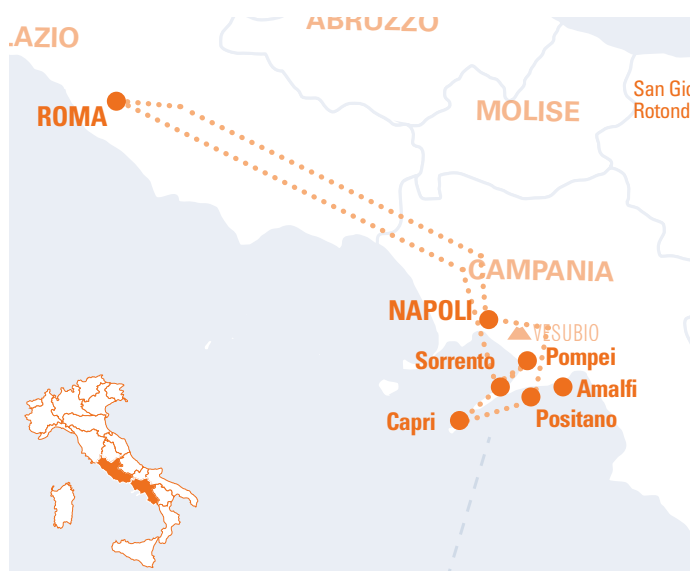 ABRUZZO
LAZIO
San Gio
Rotond
MOLISE
ROMA
CAMPANIA
NAPOLI
VESUBIO
Sorrento
Pompei
Amalfi
Capri
Positano